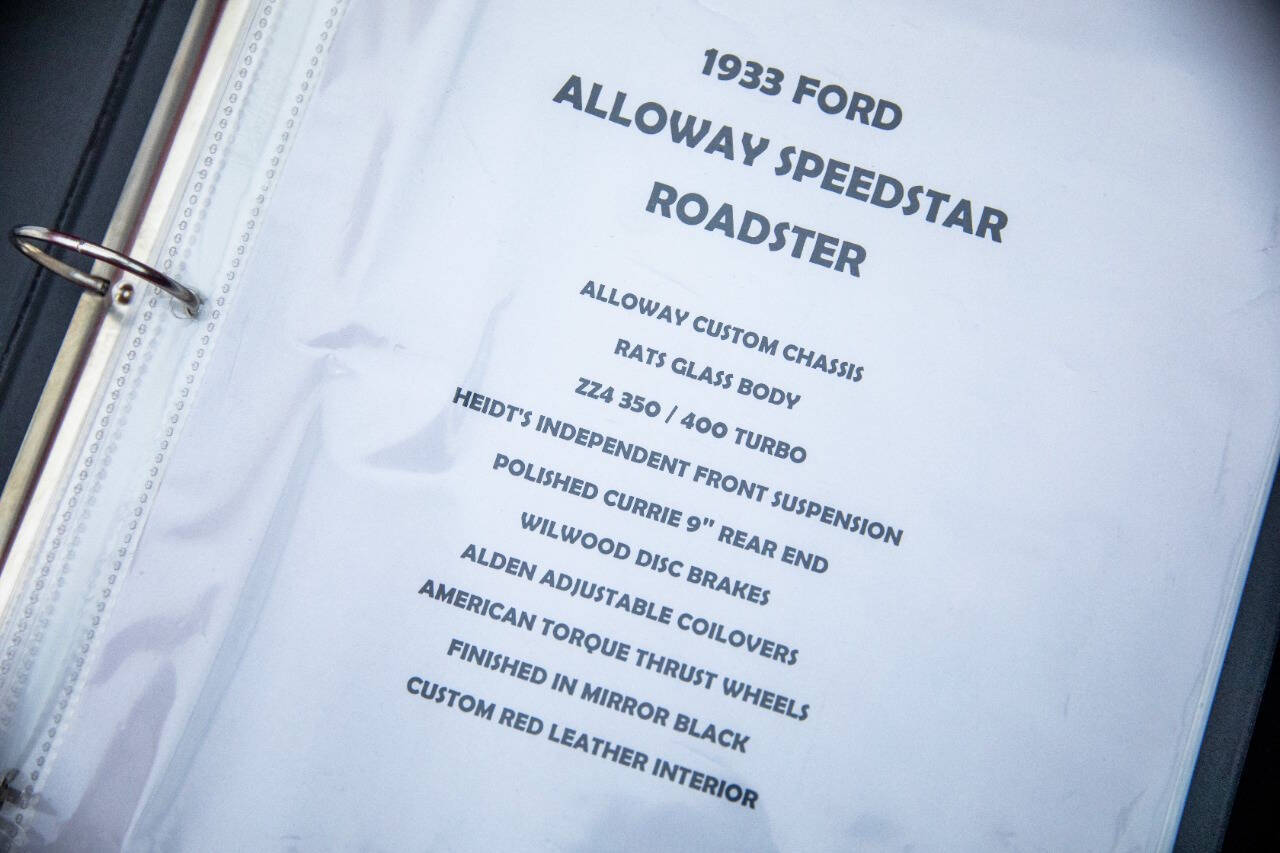 1933 FORD
ALLOWAY SPEEDSTAR
ROADSTER
ALLOWAY CUSTOM CHASSIS
RATS GLASS BODY
ZZ4 350 / 400 TURBO
HEIDT'S INDEPENDENT FRONT SUSPENSION
POLISHED CURRIE 9" REAR END
WILWOOD DISC BRAKES
ALDEN ADJUSTABLE COILOVERS
AMERICAN TORQUE THRUST WHEELS
FINISHED IN MIRROR BLACK
CUSTOM RED LEATHER INTERIOR